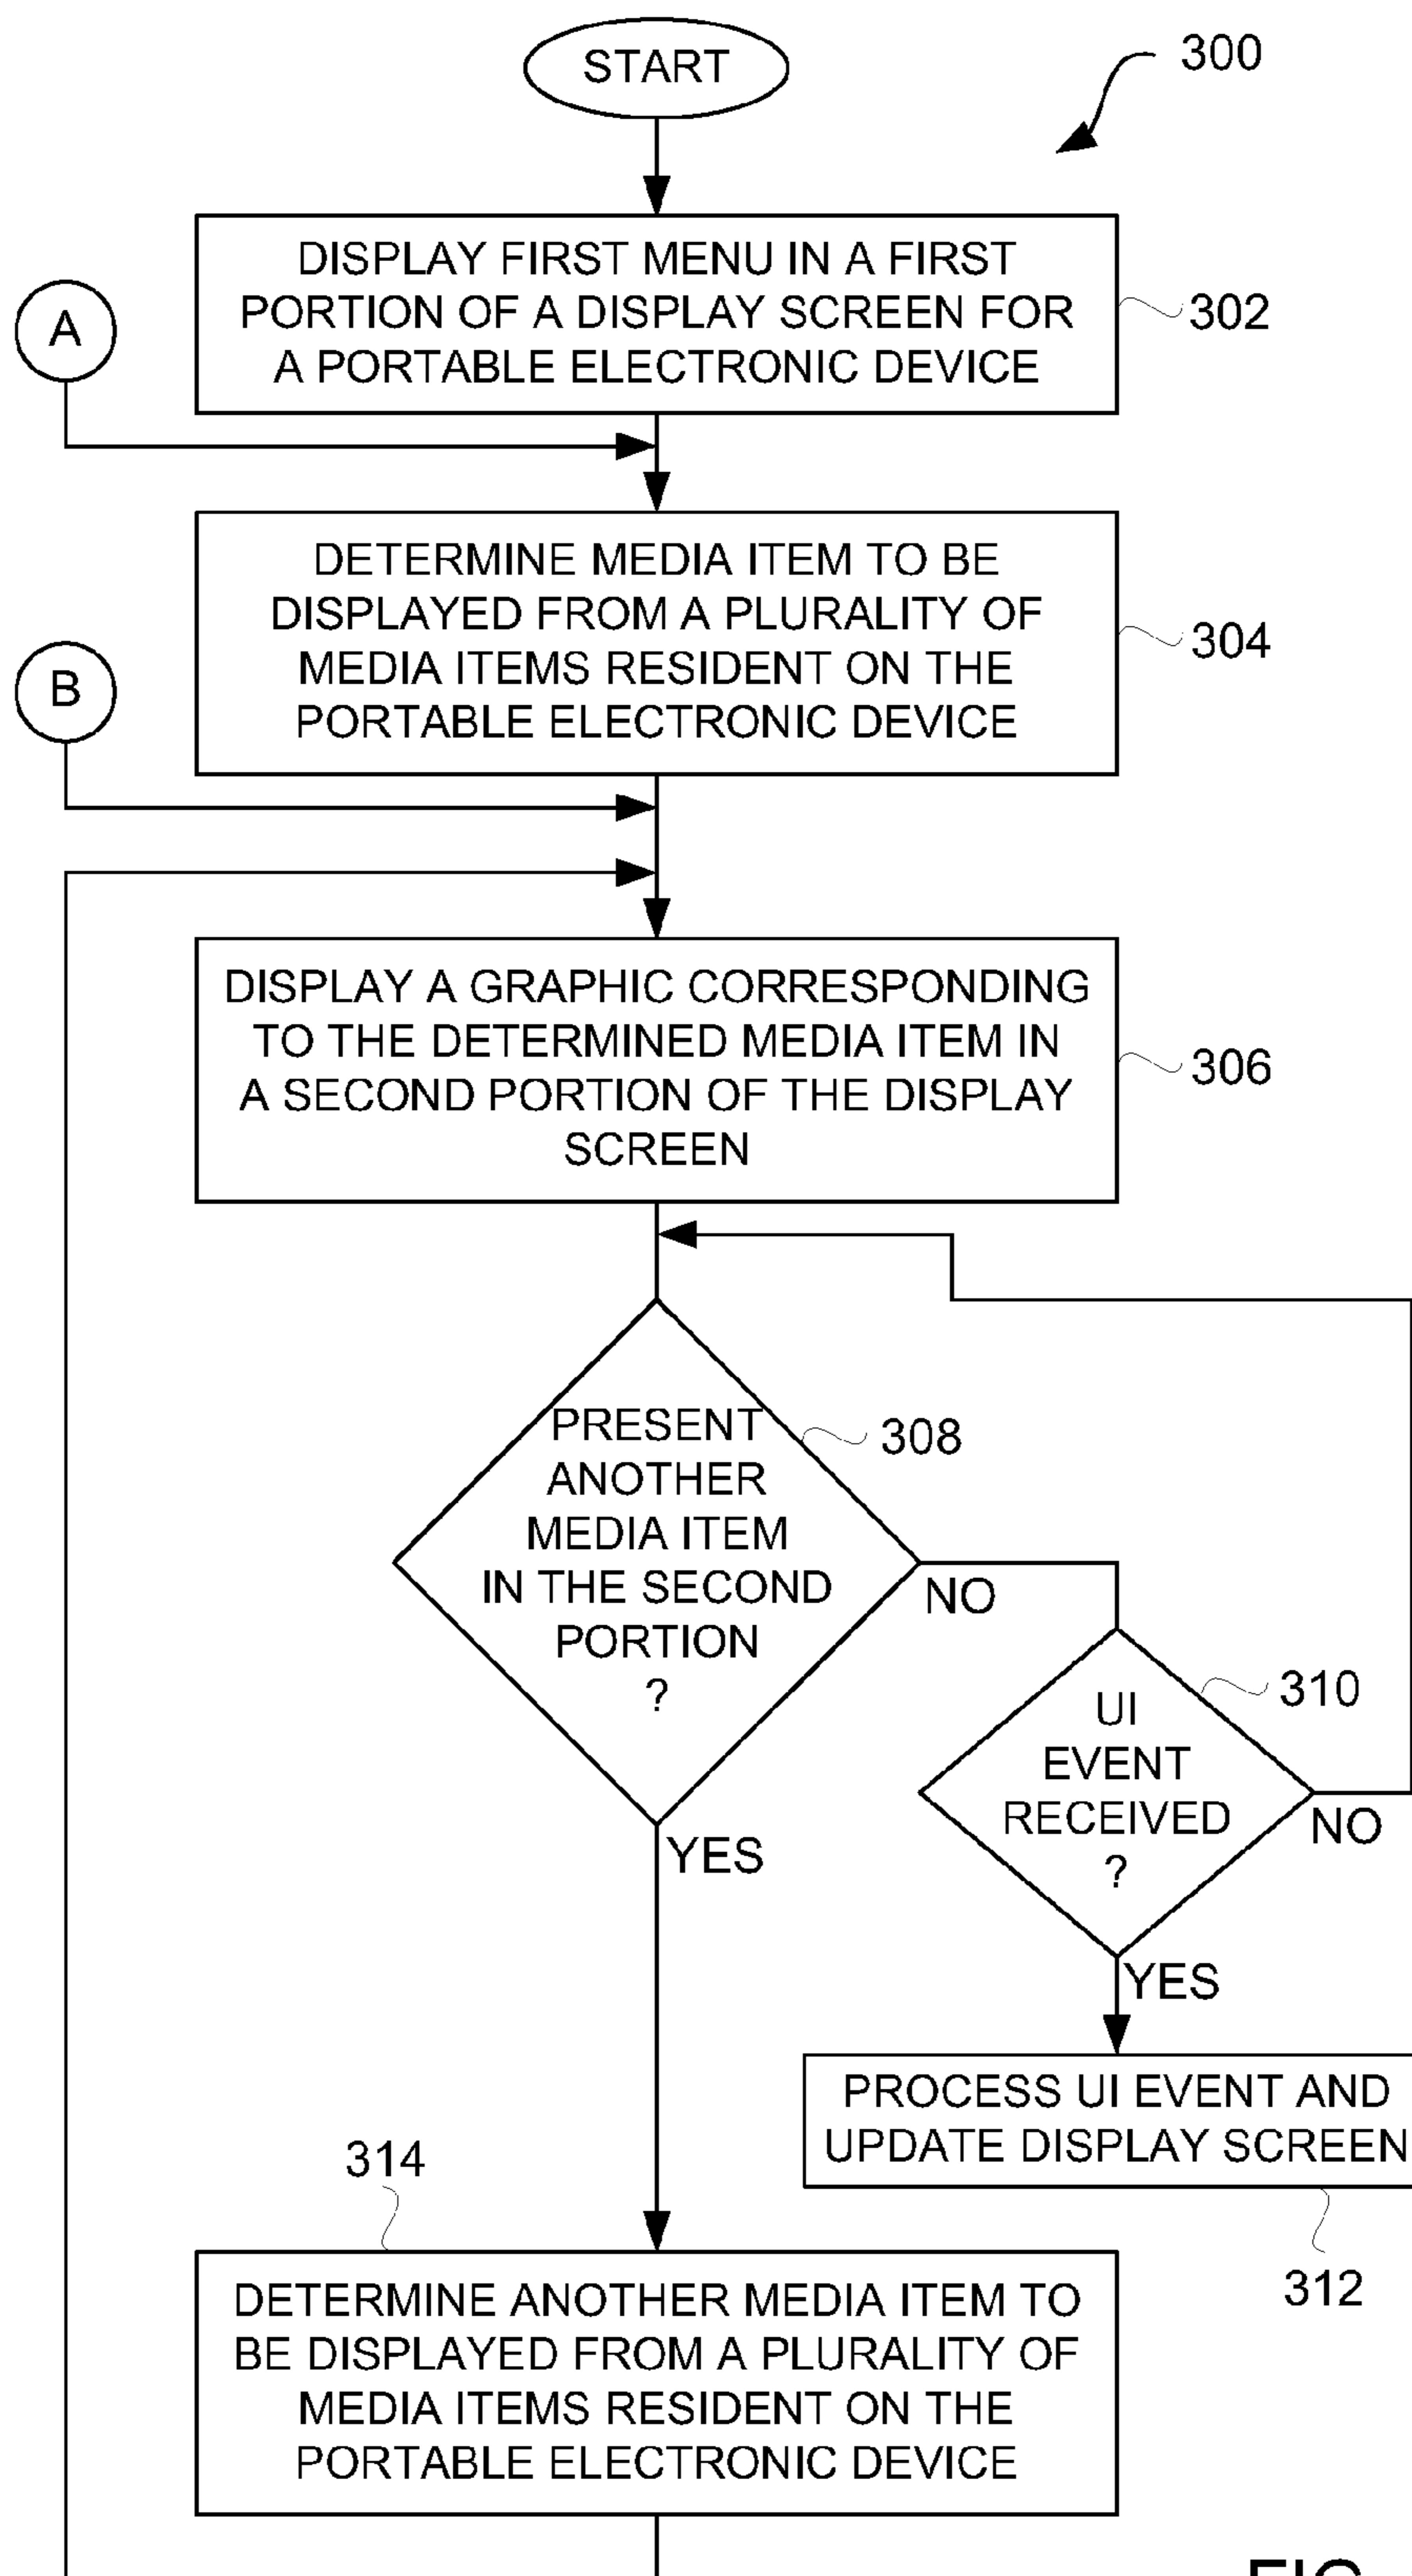 START
300
DISPLAY FIRST MENU IN A FIRST
PORTION OF A DISPLAY SCREEN FOR
A PORTABLE ELECTRONIC DEVICE
302
A
DETERMINE MEDIA ITEM TO BE
DISPLAYED FROM A PLURALITY OF
MEDIA ITEMS RESIDENT ON THE
PORTABLE ELECTRONIC DEVICE
304
B
DISPLAY A GRAPHIC CORRESPONDING
TO THE DETERMINED MEDIA ITEM IN
A SECOND PORTION OF THE DISPLAY
SCREEN
306
PRESENT
ANOTHER
MEDIA ITEM
IN THE SECOND
PORTION
?
308
NO
UI
EVENT
RECEIVED
?
310
NO
YES
YES
PROCESS UI EVENT AND
UPDATE DISPLAY SCREEN
312
314
DETERMINE ANOTHER MEDIA ITEM TO
BE DISPLAYED FROM A PLURALITY OF
MEDIA ITEMS RESIDENT ON THE
PORTABLE ELECTRONIC DEVICE